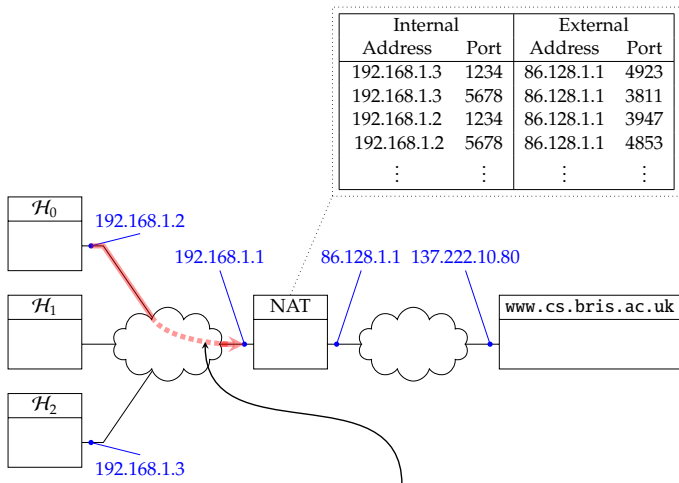 Internal External
Address Port Address Port
192.168.1.3 1234 86.128.1.1 4923
192.168.1.3 5678 86.128.1.1 3811
192.168.1.2 1234 86.128.1.1 3947
192.168.1.2 5678 86.128.1.1 4853
⋮ ⋮ ⋮ ⋮
H₀
192.168.1.2
192.168.1.1 86.128.1.1 137.222.10.80
H₁ NAT www.cs.bris.ac.uk
H₂
192.168.1.3